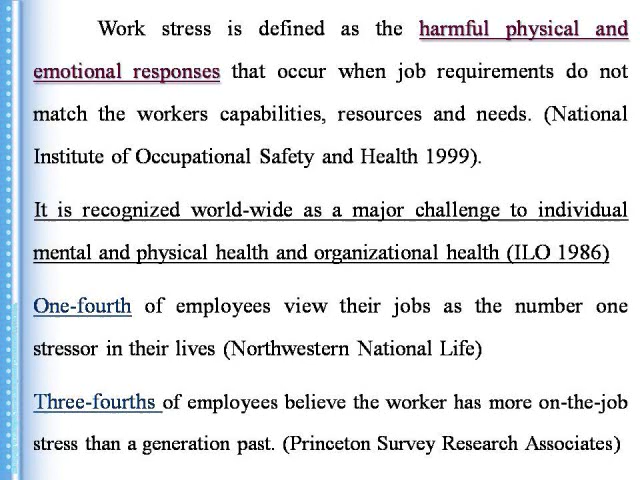 Work stress is defined as the harmful physical and
emotional responses that occur when job requirements do not
match the workers capabilities, resources and needs. (National
Institute of Occupational Safety and Health 1999).
It is recognized world-wide as a major challenge to individual
mental and physical health and organizational health (ILO 1986)
One-fourth of employees view their jobs as the number one
stressor in their lives (Northwestern National Life)
Three-fourths of employees believe the worker has more on-the-job
stress than a generation past. (Princeton Survey Research Associates)